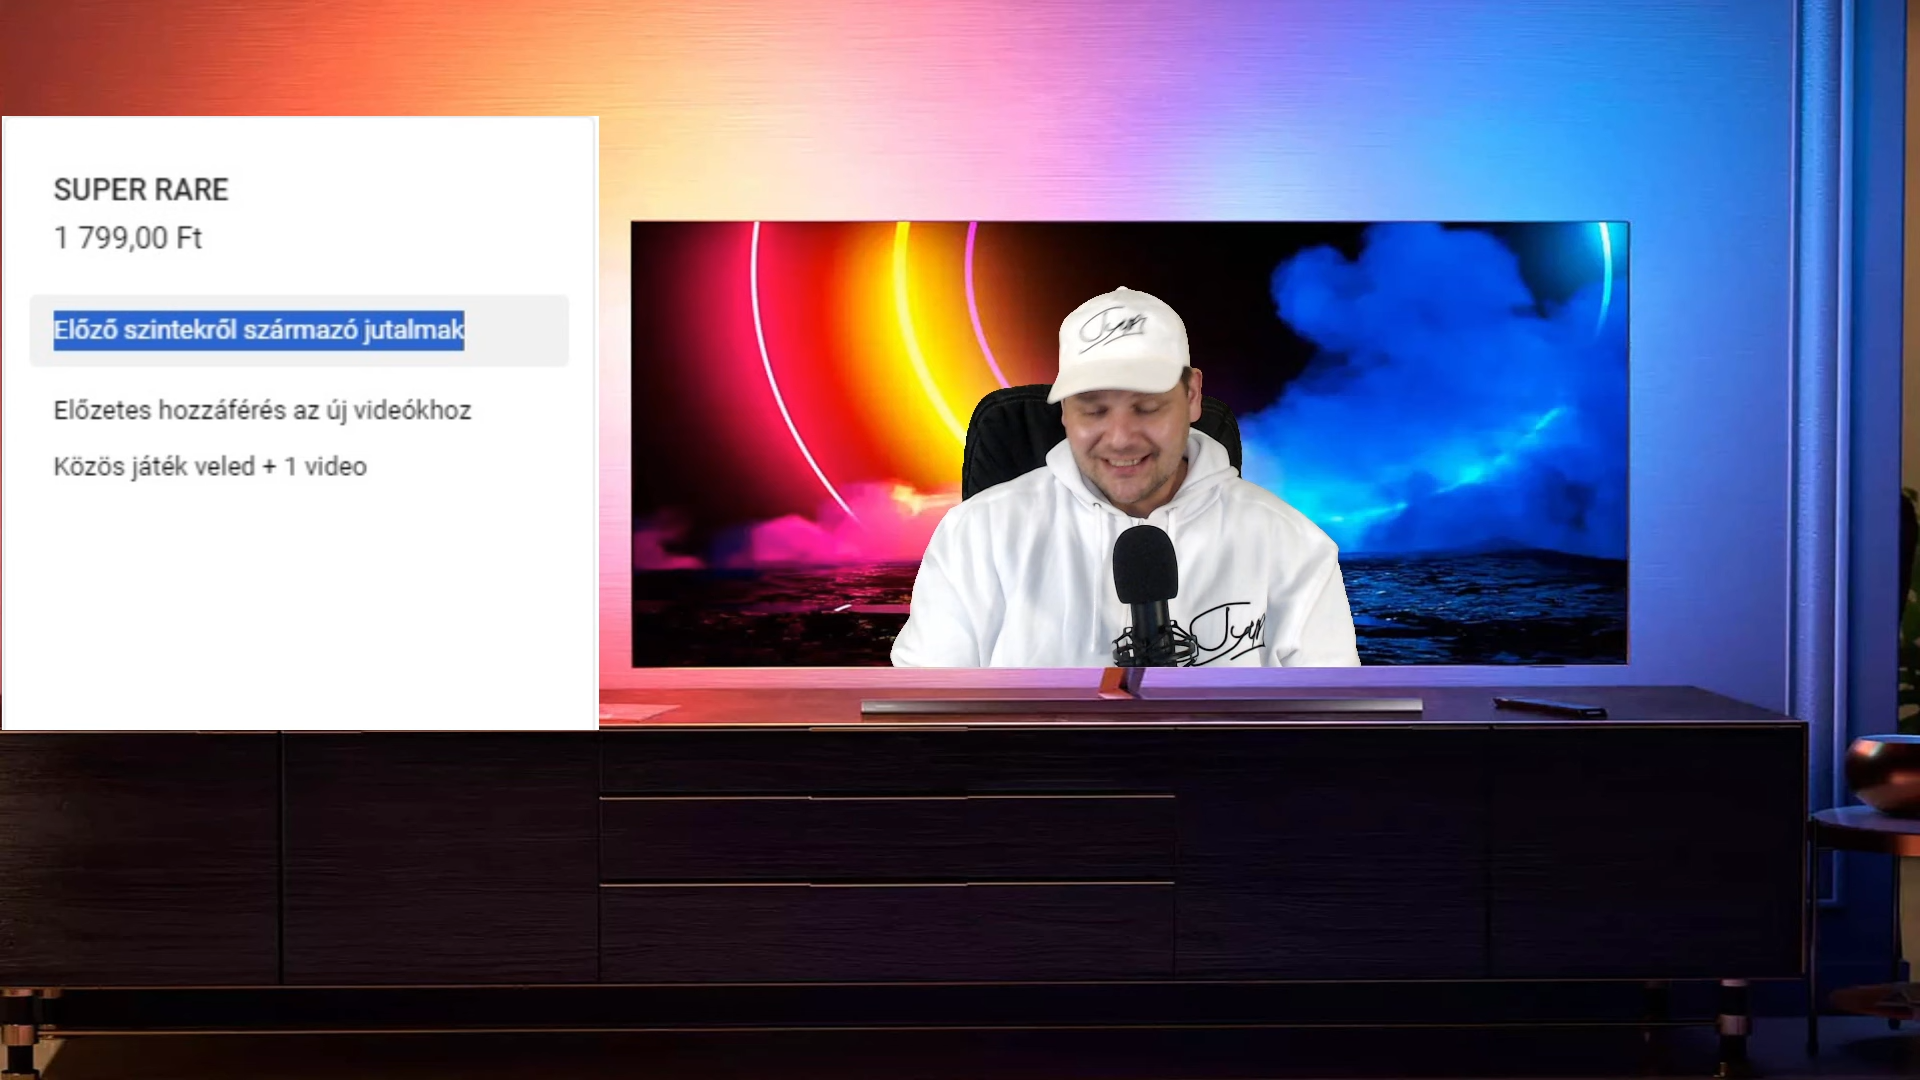 SUPER RARE
1 799,00 Ft
Előző szintekről származó jutalmak
Előzetes hozzáférés az új videókhoz
Közös játék veled + 1 video